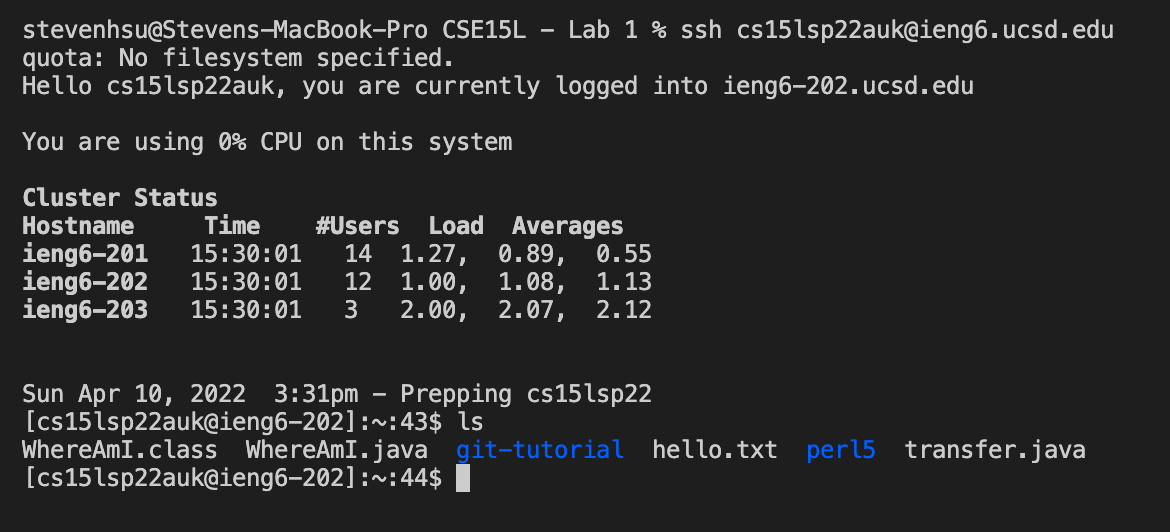 stevenhsu@Stevens-MacBook-Pro CSE15L - Lab 1 % ssh cs15lsp22auk@ieng6.ucsd.edu
quota: No filesystem specified.
Hello cs15lsp22auk, you are currently logged into ieng6-202.ucsd.edu
You are using 0% CPU on this system
Cluster Status
Hostname     Time    #Users  Load  Averages
ieng6-201   15:30:01   14  1.27,  0.89,  0.55
ieng6-202   15:30:01   12  1.00,  1.08,  1.13
ieng6-203   15:30:01   3   2.00,  2.07,  2.12
Sun Apr 10, 2022  3:31pm - Prepping cs15lsp22
[cs15lsp22auk@ieng6-202]:~:43$ ls
WhereAmI.class  WhereAmI.java  git-tutorial  hello.txt  perl5  transfer.java
[cs15lsp22auk@ieng6-202]:~:44$